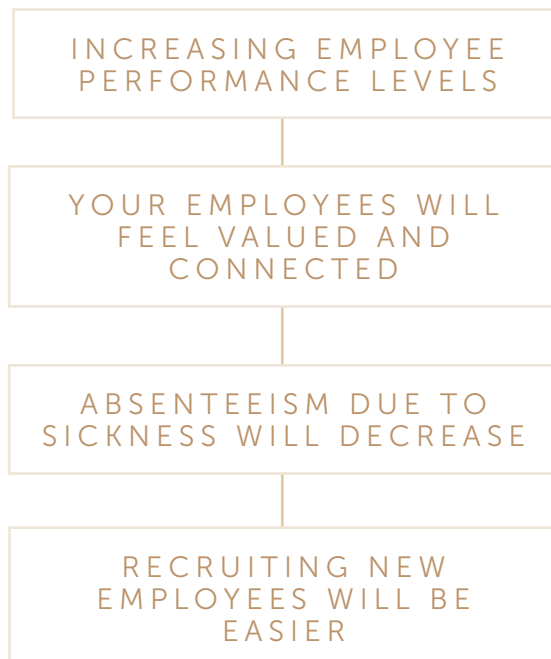 INCREASING EMPLOYEE
PERFORMANCE LEVELS
YOUR EMPLOYEES WILL
FEEL VALUED AND
CONNECTED
ABSENTEEISM DUE TO
SICKNESS WILL DECREASE
RECRUITING NEW
EMPLOYEES WILL BE
EASIER